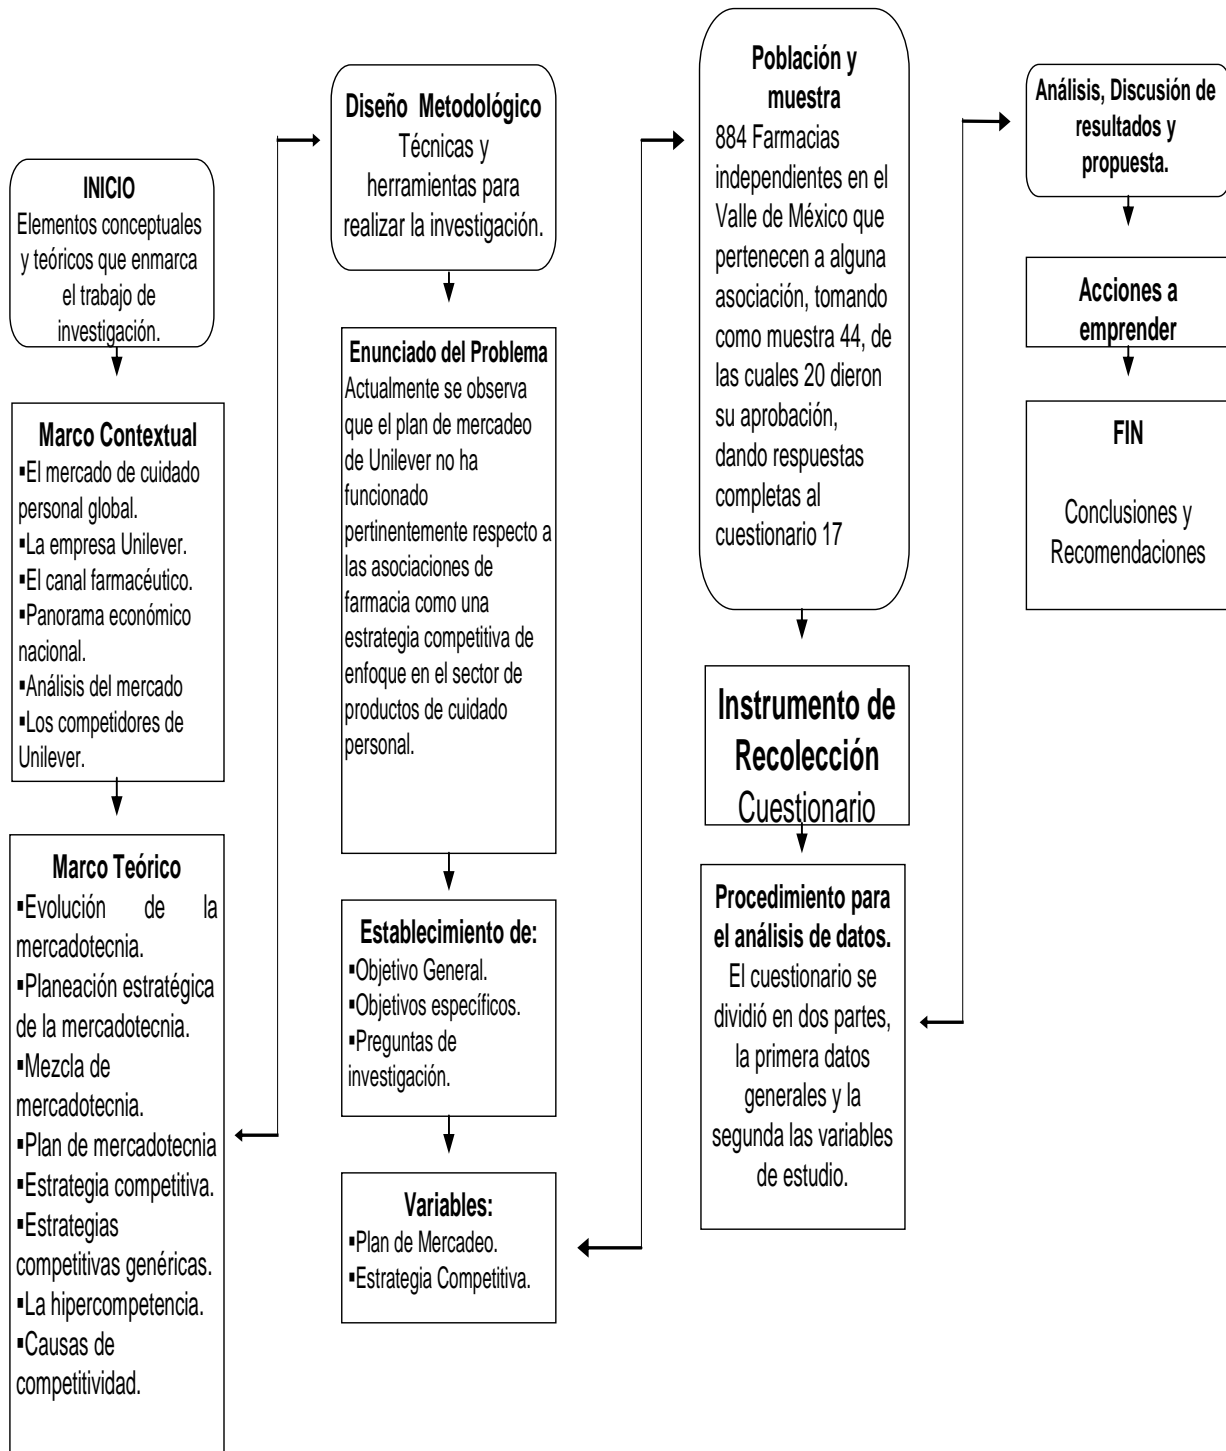 INICIO
Elementos conceptuales
y teóricos que enmarca
el trabajo de
investigación.
Marco Contextual
▪El mercado de cuidado
personal global.
▪La empresa Unilever.
▪El canal farmacéutico.
▪Panorama económico
nacional.
▪Análisis del mercado
▪Los competidores de
Unilever.
Marco Teórico
▪Evolución de la
mercadotecnia.
▪Planeación estratégica
de la mercadotecnia.
▪Mezcla de
mercadotecnia.
▪Plan de mercadotecnia
▪Estrategia competitiva.
▪Estrategias
competitivas genéricas.
▪La hipercompetencia.
▪Causas de
competitividad.
Diseño Metodológico
Técnicas y
herramientas para
realizar la investigación.
Enunciado del Problema
Actualmente se observa
que el plan de mercadeo
de Unilever no ha
funcionado
pertinentemente respecto a
las asociaciones de
farmacia como una
estrategia competitiva de
enfoque en el sector de
productos de cuidado
personal.
Establecimiento de:
▪Objetivo General.
▪Objetivos específicos.
▪Preguntas de
investigación.
Variables:
▪Plan de Mercadeo.
▪Estrategia Competitiva.
Población y
muestra
884 Farmacias
independientes en el
Valle de México que
pertenecen a alguna
asociación, tomando
como muestra 44, de
las cuales 20 dieron
su aprobación,
dando respuestas
completas al
cuestionario 17
Instrumento de
Recolección
Cuestionario
Procedimiento para
el análisis de datos.
El cuestionario se
dividió en dos partes,
la primera datos
generales y la
segunda las variables
de estudio.
Análisis, Discusión de
resultados y
propuesta.
Acciones a
emprender
FIN
Conclusiones y
Recomendaciones